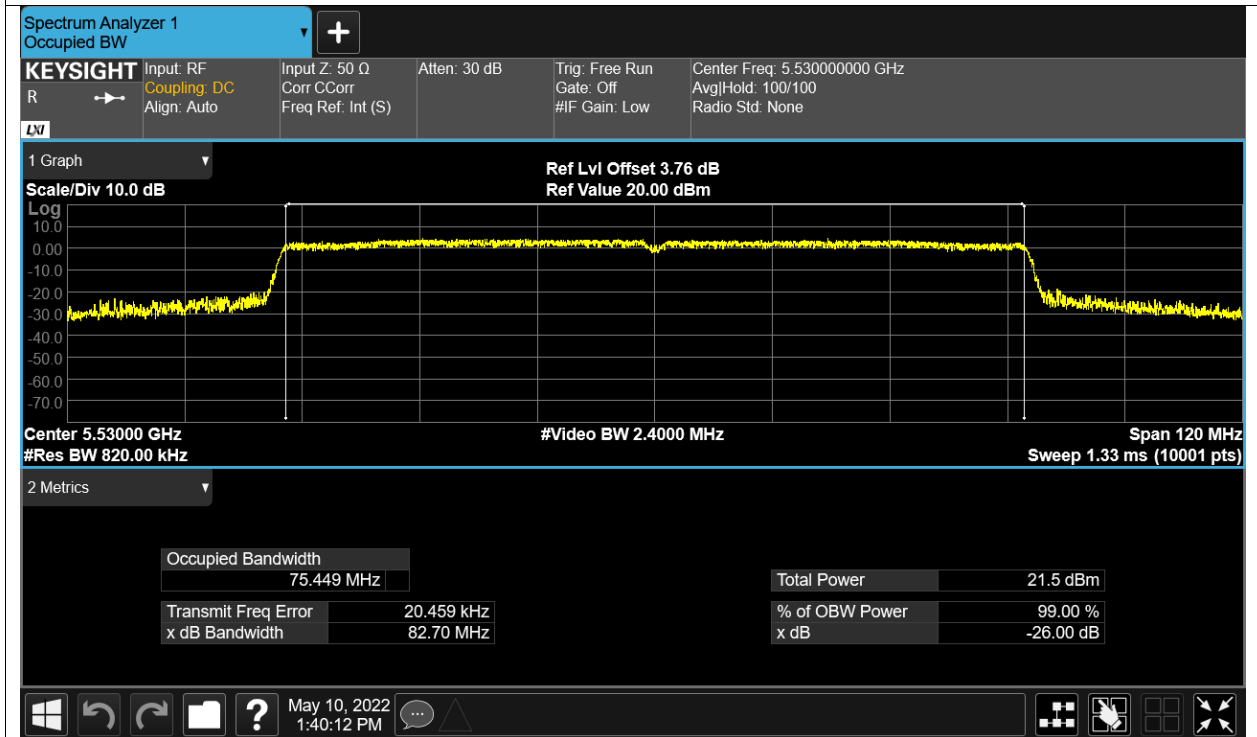 Spectrum Analyzer 1
Occupied BW
▼
+
KEYSIGHT Input: RF Input Z: 50 Ω Atten: 30 dB Trig: Free Run Center Freq: 5.530000000 GHz
R Coupling: DC Corr CCorr Gate: Off Avg|Hold: 100/100
Align: Auto Freq Ref: Int (S) #IF Gain: Low Radio Std: None
LXI
1 Graph ▼
Ref Lvl Offset 3.76 dB
Scale/Div 10.0 dB Ref Value 20.00 dBm
Log
10.0
0.00
-10.0
-20.0
-30.0
-40.0
-50.0
-60.0
-70.0
Center 5.53000 GHz #Video BW 2.4000 MHz Span 120 MHz
#Res BW 820.00 kHz Sweep 1.33 ms (10001 pts)
2 Metrics ▼
Occupied Bandwidth
75.449 MHz Total Power 21.5 dBm
Transmit Freq Error 20.459 kHz % of OBW Power 99.00 %
x dB Bandwidth 82.70 MHz x dB -26.00 dB
? May 10, 2022
1:40:12 PM